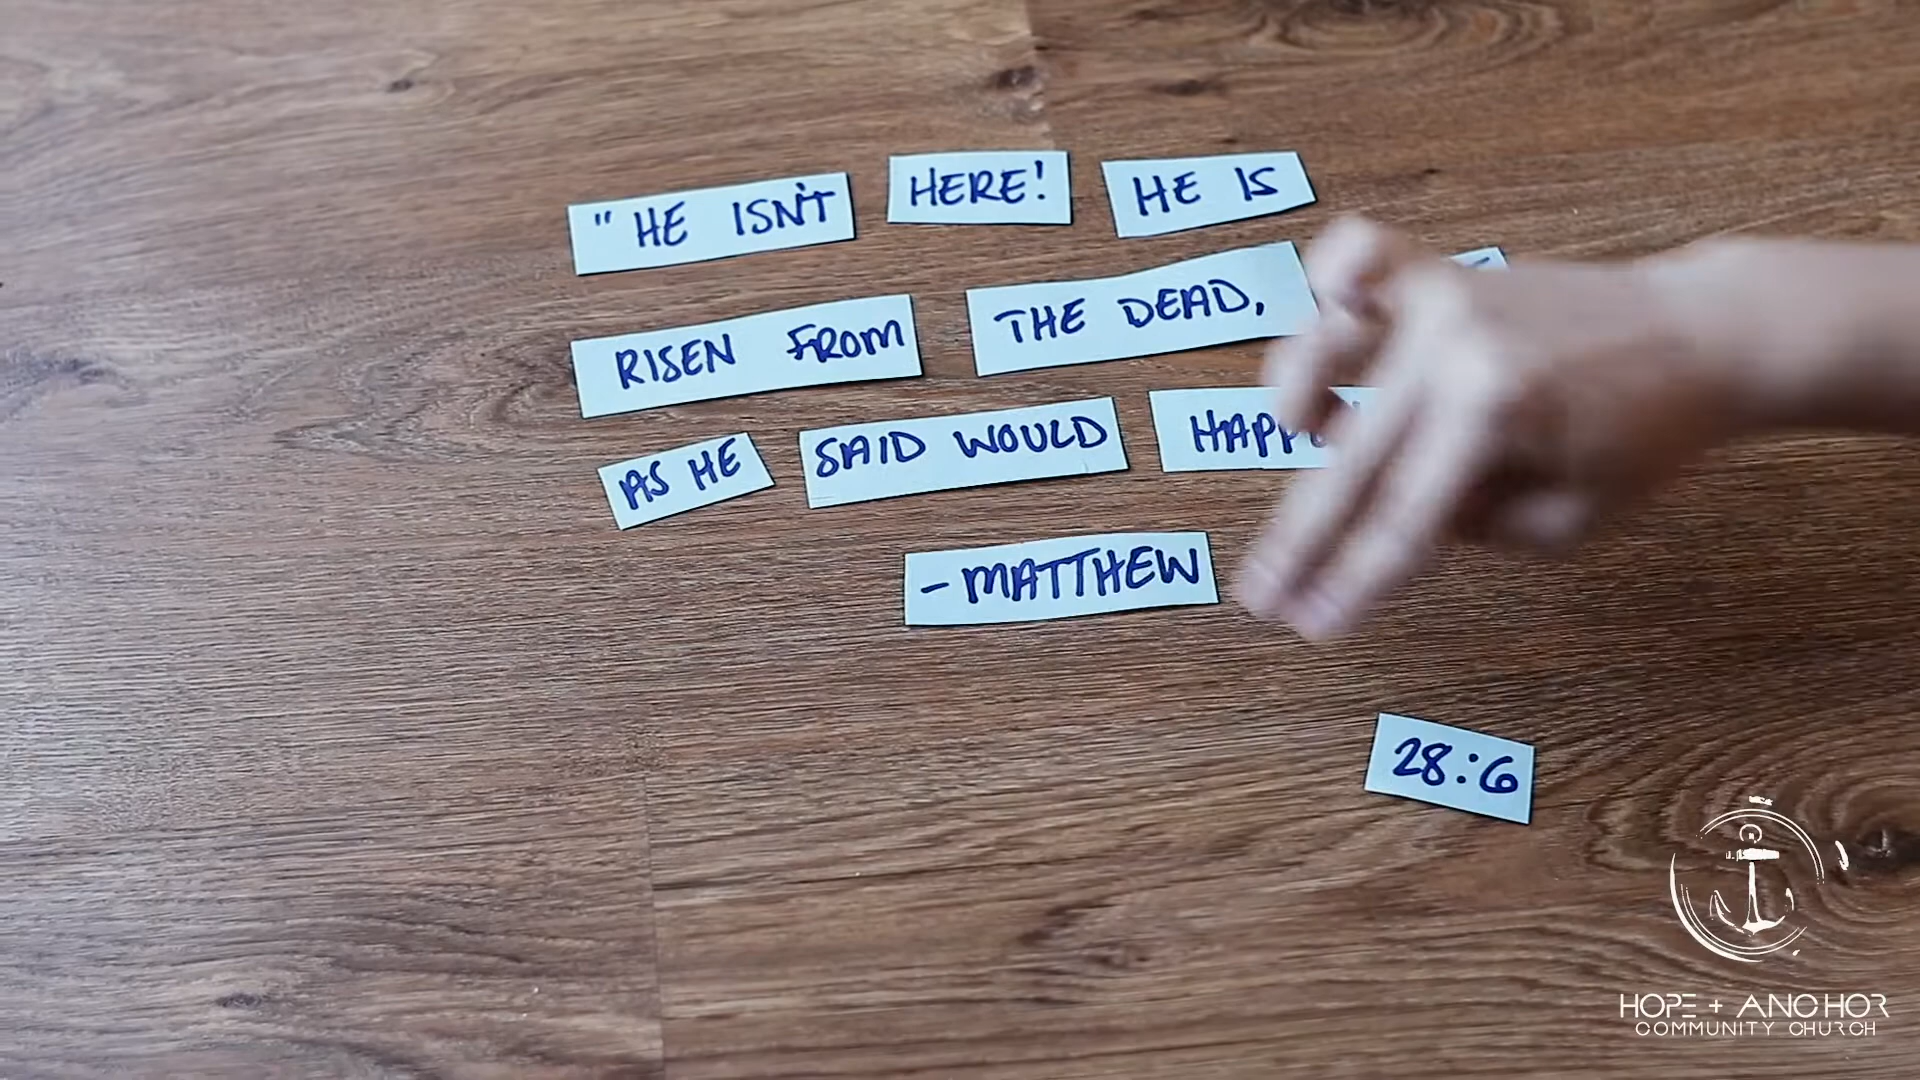 "HE ISN'T HERE! HE IS
RISEN FROM THE DEAD,
AS HE SAID WOULD
-MATTHEW
28:6
HOPE + ANCHOR
COMMUNITY CHURCH